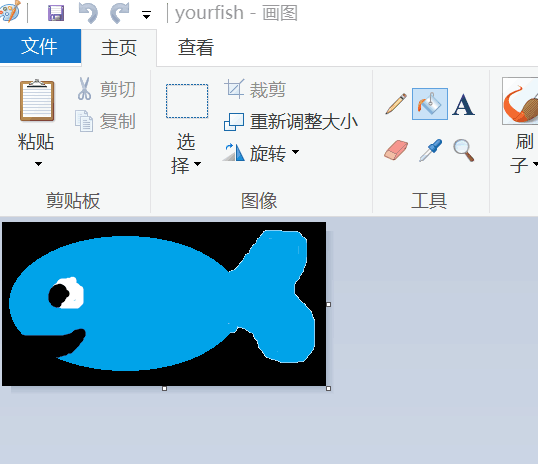 yourfish - 画图
文件 主页 查看
粘贴
剪切
复制
剪贴板
选择
裁剪
重新调整大小
旋转
图像
A
工具
刷子